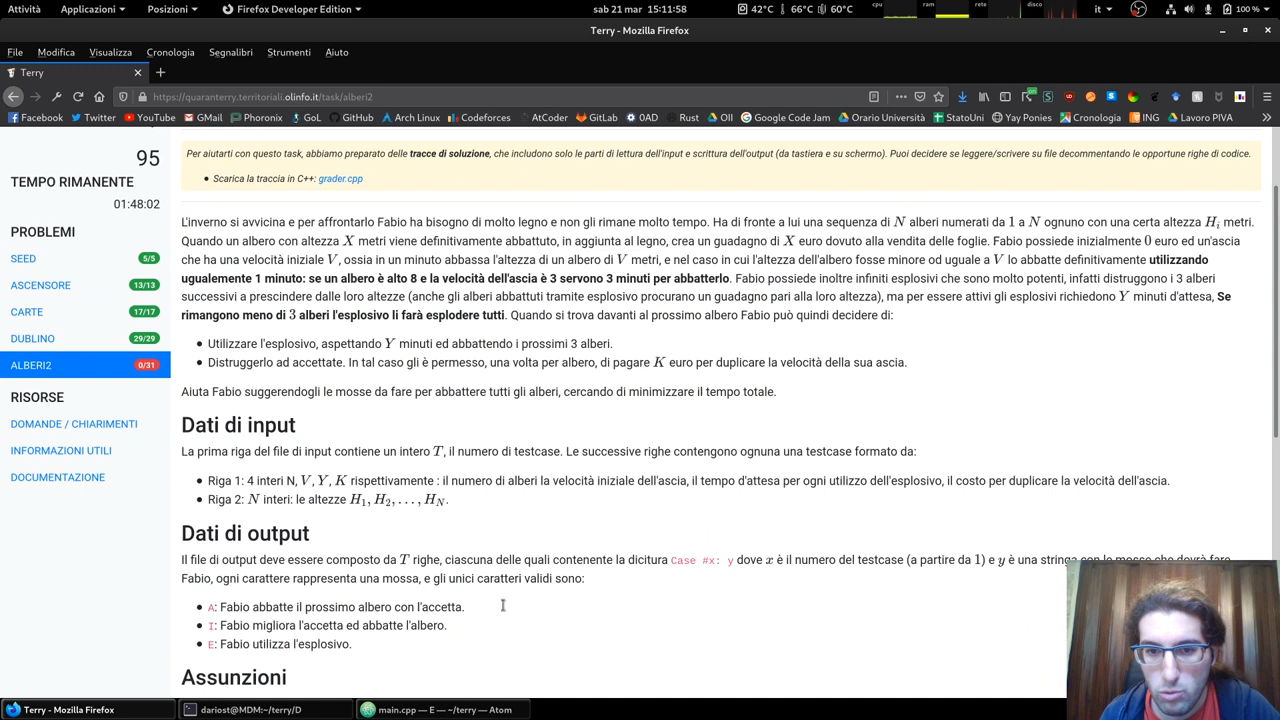 Attività Applicazioni Posizioni Firefox Developer Edition sab 21 mar 15:11:58 cpu ram rete disco 42°C 66°C 60°C it 100 %
Terry - Mozilla Firefox
File Modifica Visualizza Cronologia Segnalibri Strumenti Aiuto
Terry
https://quaranterry.territoriali.olinfo.it/task/alberi2
Facebook Twitter YouTube GMail Phoronix GoL GitHub Arch Linux Codeforces AtCoder GitLab 0AD Rust OII Google Code Jam Orario Università StatoUni Yay Ponies Cronologia ING Lavoro PIVA
95
TEMPO RIMANENTE
01:48:02
PROBLEMI
SEED 5/5
ASCENSORE 13/13
CARTE 17/17
DUBLINO 29/29
ALBERI2 0/31
RISORSE
DOMANDE / CHIARIMENTI
INFORMAZIONI UTILI
DOCUMENTAZIONE
Per aiutarti con questo task, abbiamo preparato delle tracce di soluzione, che includono solo le parti di lettura dell'input e scrittura dell'output (da tastiera e su schermo). Puoi decidere se leggere/scrivere su file decommentando le opportune righe di codice.
• Scarica la traccia in C++: grader.cpp
L'inverno si avvicina e per affrontarlo Fabio ha bisogno di molto legno e non gli rimane molto tempo. Ha di fronte a lui una sequenza di N alberi numerati da 1 a N ognuno con una certa altezza H_i metri.
Quando un albero con altezza X metri viene definitivamente abbattuto, in aggiunta al legno, crea un guadagno di X euro dovuto alla vendita delle foglie. Fabio possiede inizialmente 0 euro ed un'ascia
che ha una velocità iniziale V, ossia in un minuto abbassa l'altezza di un albero di V metri, e nel caso in cui l'altezza dell'albero fosse minore od uguale a V lo abbatte definitivamente utilizzando
ugualemente 1 minuto: se un albero è alto 8 e la velocità dell'ascia è 3 servono 3 minuti per abbatterlo. Fabio possiede inoltre infiniti esplosivi che sono molto potenti, infatti distruggono i 3 alberi
successivi a prescindere dalle loro altezze (anche gli alberi abbattuti tramite esplosivo procurano un guadagno pari alla loro altezza), ma per essere attivi gli esplosivi richiedono Y minuti d'attesa, Se
rimangono meno di 3 alberi l'esplosivo li farà esplodere tutti. Quando si trova davanti al prossimo albero Fabio può quindi decidere di:
• Utilizzare l'esplosivo, aspettando Y minuti ed abbattendo i prossimi 3 alberi.
• Distruggerlo ad accettate. In tal caso gli è permesso, una volta per albero, di pagare K euro per duplicare la velocità della sua ascia.
Aiuta Fabio suggerendogli le mosse da fare per abbattere tutti gli alberi, cercando di minimizzare il tempo totale.
Dati di input
La prima riga del file di input contiene un intero T, il numero di testcase. Le successive righe contengono ognuna una testcase formato da:
• Riga 1: 4 interi N, V, Y, K rispettivamente : il numero di alberi la velocità iniziale dell'ascia, il tempo d'attesa per ogni utilizzo dell'esplosivo, il costo per duplicare la velocità dell'ascia.
• Riga 2: N interi: le altezze H_1, H_2, . . . , H_N.
Dati di output
Il file di output deve essere composto da T righe, ciascuna delle quali contenente la dicitura Case #x: y dove x è il numero del testcase (a partire da 1) e y è una stringa con le mosse che dovrà fare
Fabio, ogni carattere rappresenta una mossa, e gli unici caratteri validi sono:
• A: Fabio abbatte il prossimo albero con l'accetta.
• I: Fabio migliora l'accetta ed abbatte l'albero.
• E: Fabio utilizza l'esplosivo.
Assunzioni
Terry - Mozilla Firefox dariost@MDM:~/terry/D main.cpp — E — ~/terry — Atom